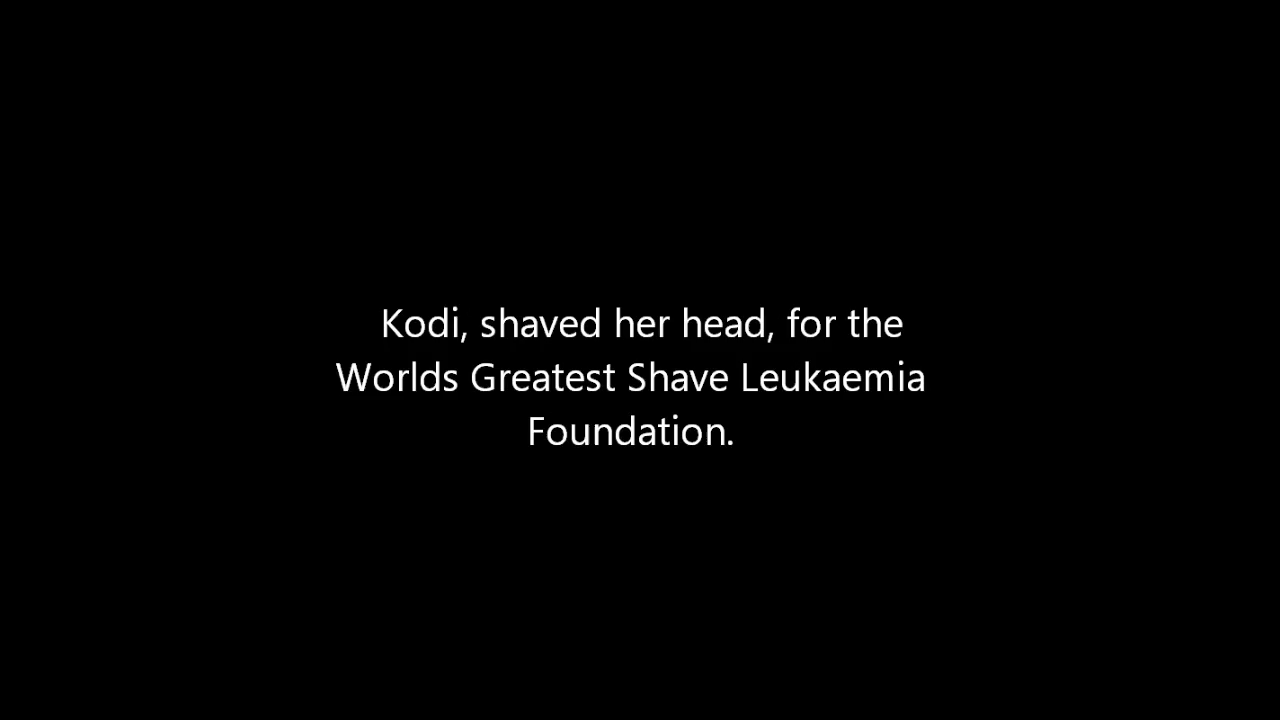 Kodi, shaved her head, for the
Worlds Greatest Shave Leukaemia
Foundation.